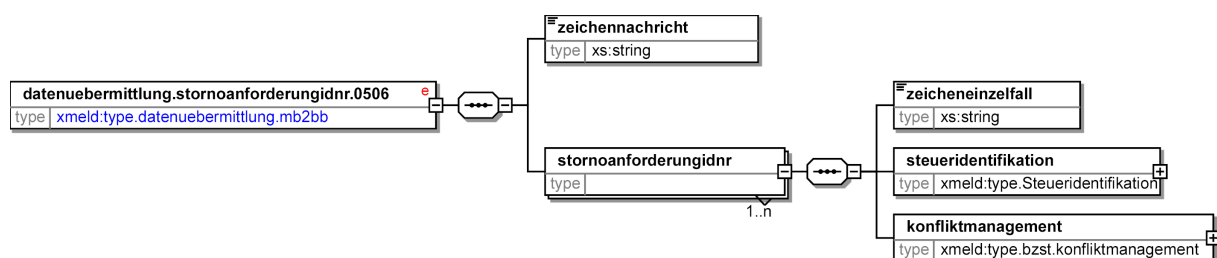 zeichennachricht
type xs:string
datenuebermittlung.stornoanforderungidnr.0506 e
type xmeld:type.datenuebermittlung.mb2bb
zeicheneinzelfall
type xs:string
stornoanforderungidnr
type
1..n
steueridentifikation
type xmeld:type.Steueridentifikation
konfliktmanagement
type xmeld:type.bzst.konfliktmanagement